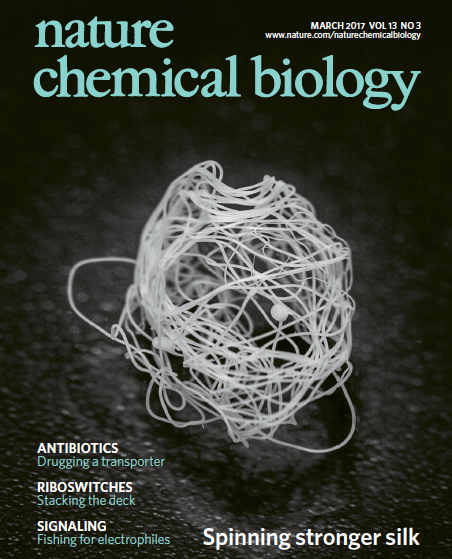 nature
chemical biology
MARCH 2017 VOL 13 NO 3
www.nature.com/naturechemicalbiology
ANTIBIOTICS
Drugging a transporter
RIBOSWITCHES
Stacking the deck
SIGNALING
Fishing for electrophiles
Spinning stronger silk